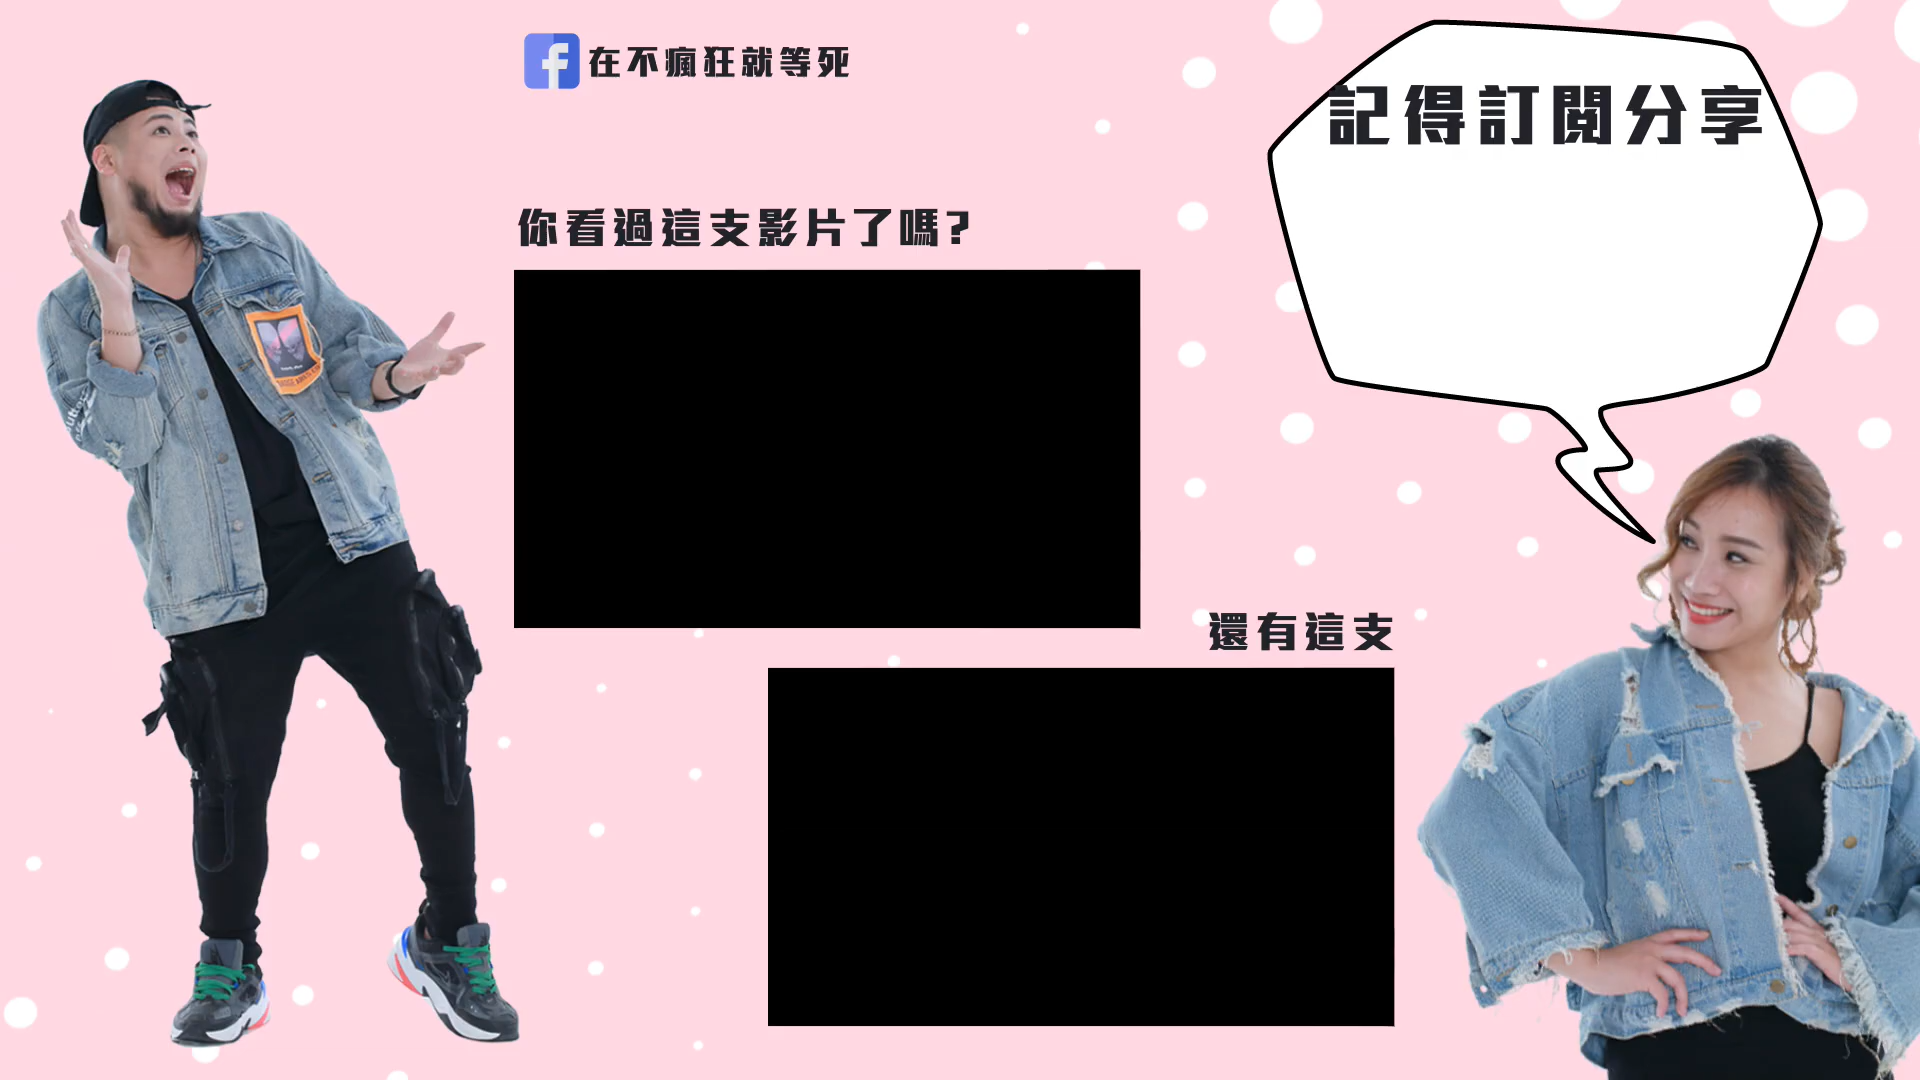 在不瘋狂就等死
記得訂閱分享
你看過這支影片了嗎?
還有這支